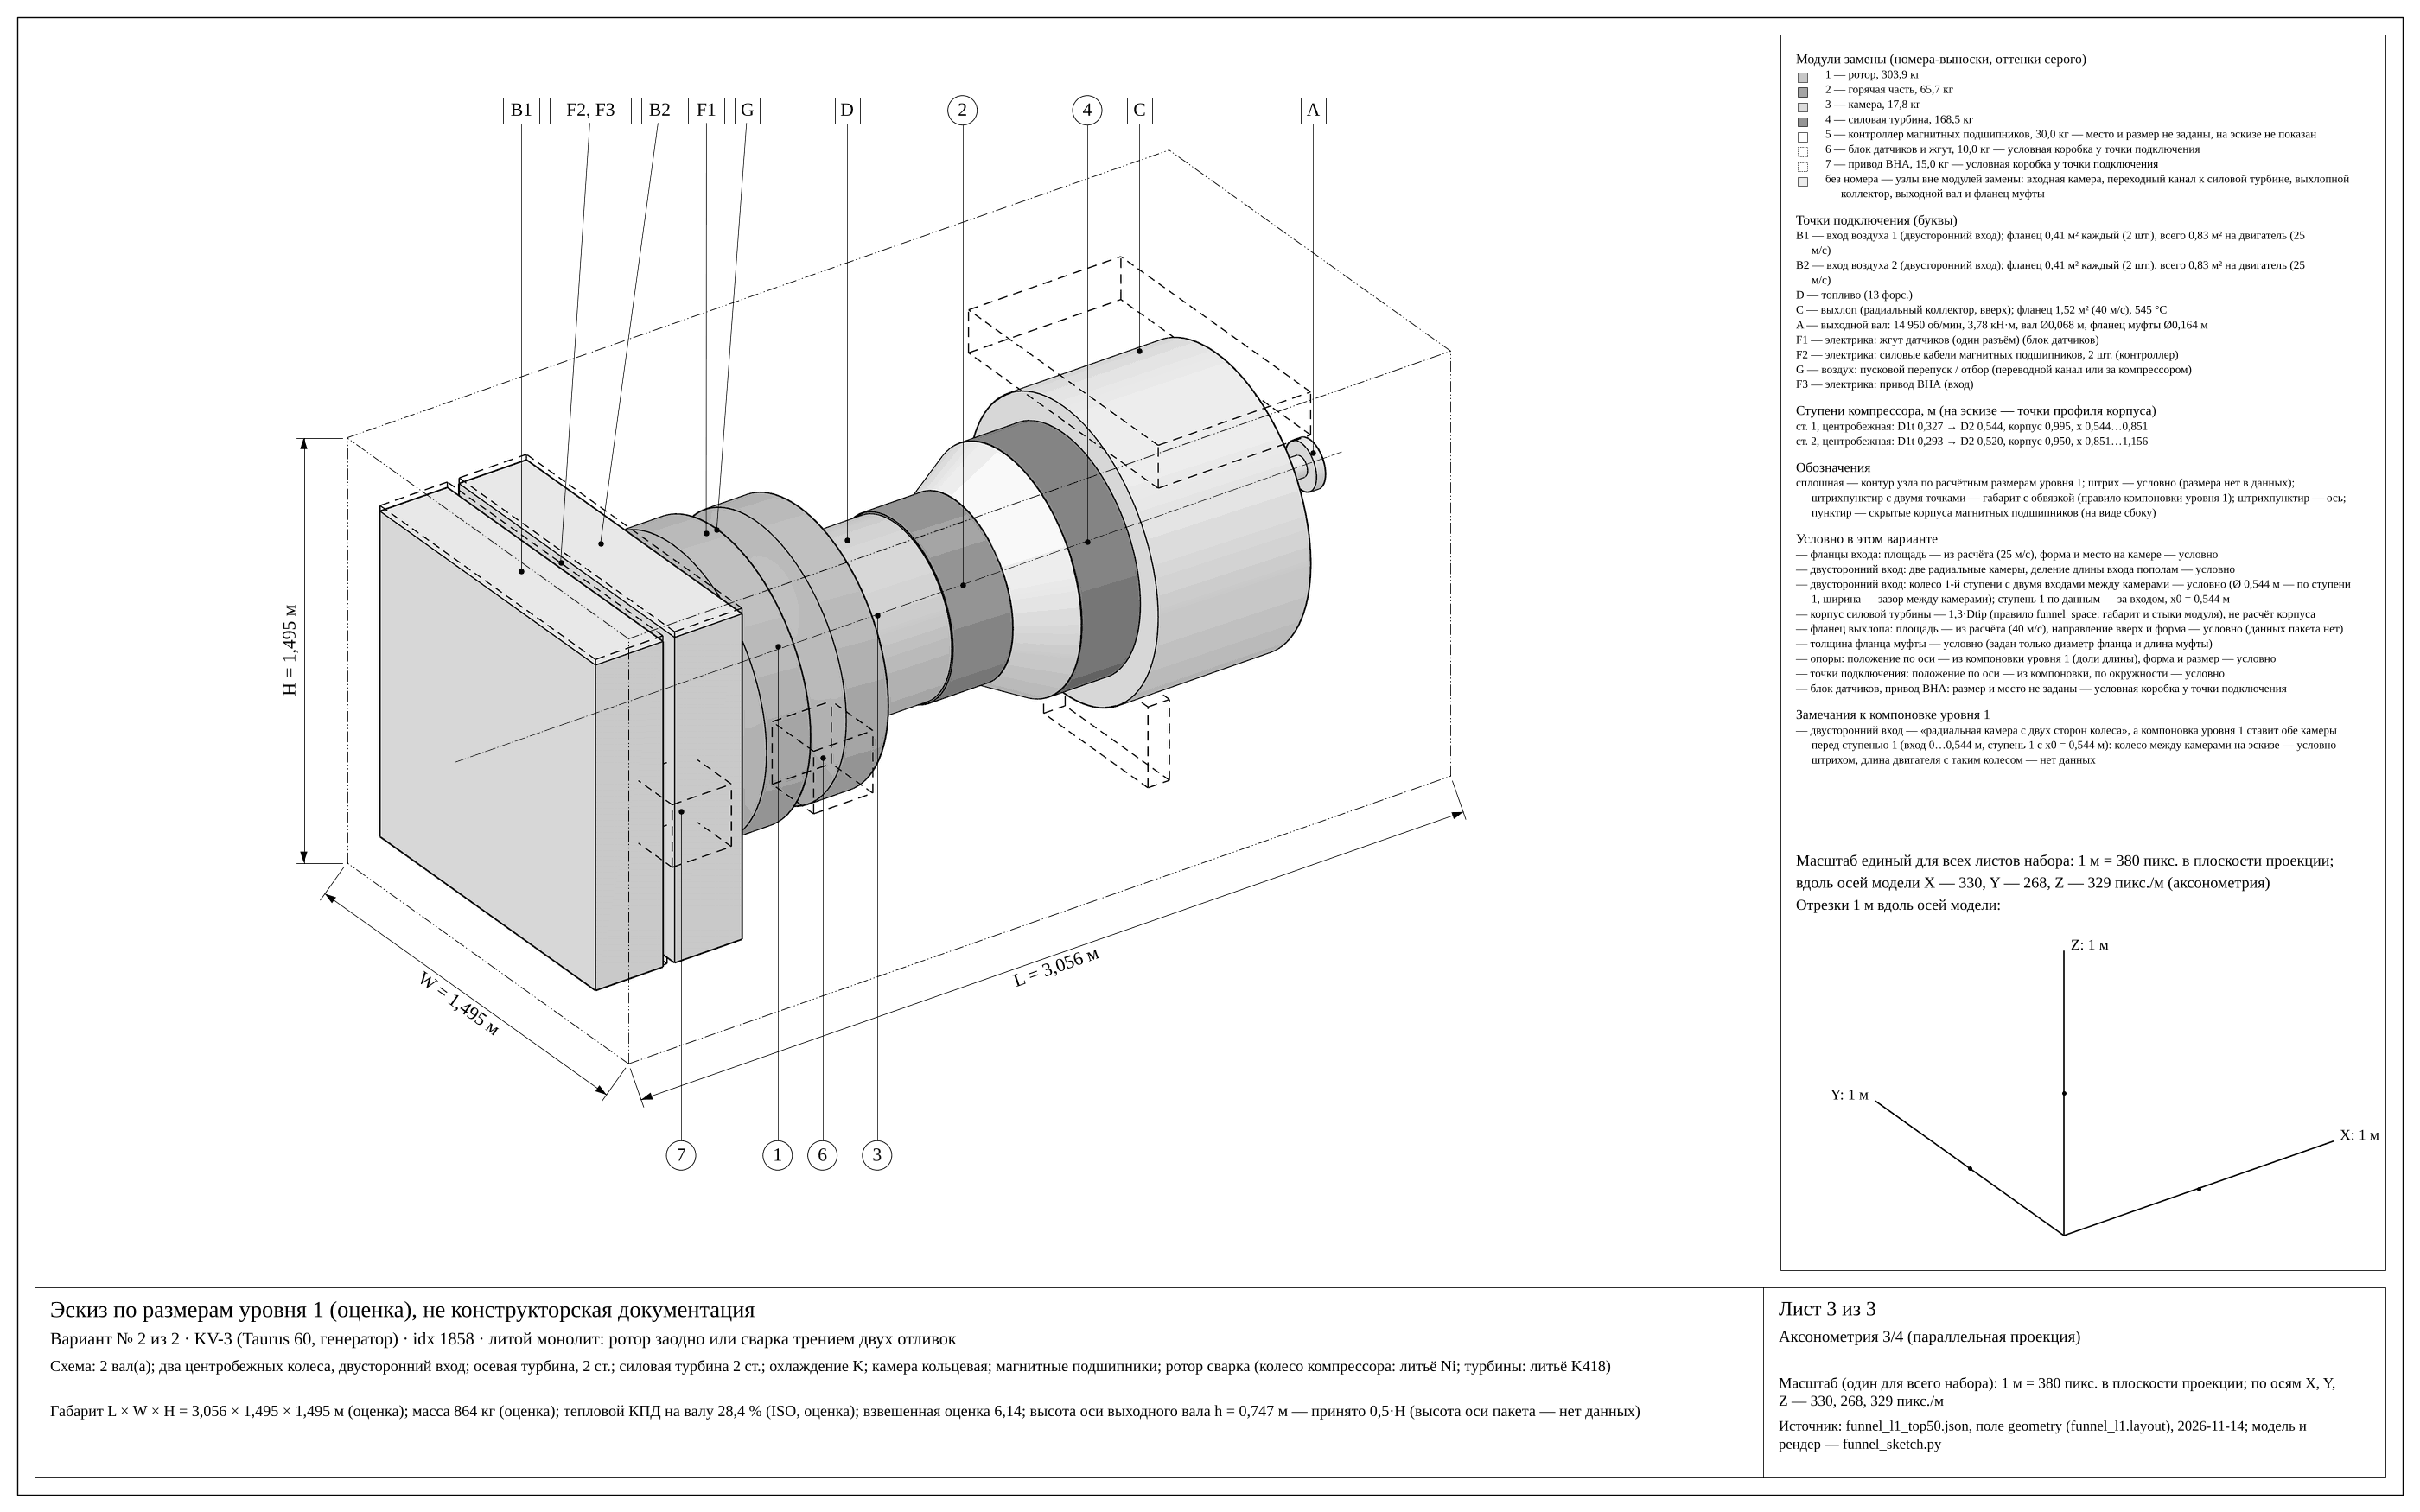 B1
F2, F3
B2
F1
G
D
2
4
C
A
H = 1,495 м
W = 1,495 м
L = 3,056 м
7
1
6
3
Модули замены (номера-выноски, оттенки серого)
1 — ротор, 303,9 кг
2 — горячая часть, 65,7 кг
3 — камера, 17,8 кг
4 — силовая турбина, 168,5 кг
5 — контроллер магнитных подшипников, 30,0 кг — место и размер не заданы, на эскизе не показан
6 — блок датчиков и жгут, 10,0 кг — условная коробка у точки подключения
7 — привод ВНА, 15,0 кг — условная коробка у точки подключения
без номера — узлы вне модулей замены: входная камера, переходный канал к силовой турбине, выхлопной
коллектор, выходной вал и фланец муфты
Точки подключения (буквы)
B1 — вход воздуха 1 (двусторонний вход); фланец 0,41 м² каждый (2 шт.), всего 0,83 м² на двигатель (25
м/с)
B2 — вход воздуха 2 (двусторонний вход); фланец 0,41 м² каждый (2 шт.), всего 0,83 м² на двигатель (25
м/с)
D — топливо (13 форс.)
C — выхлоп (радиальный коллектор, вверх); фланец 1,52 м² (40 м/с), 545 °C
A — выходной вал: 14 950 об/мин, 3,78 кН·м, вал Ø0,068 м, фланец муфты Ø0,164 м
F1 — электрика: жгут датчиков (один разъём) (блок датчиков)
F2 — электрика: силовые кабели магнитных подшипников, 2 шт. (контроллер)
G — воздух: пусковой перепуск / отбор (переводной канал или за компрессором)
F3 — электрика: привод ВНА (вход)
Ступени компрессора, м (на эскизе — точки профиля корпуса)
ст. 1, центробежная: D1t 0,327 → D2 0,544, корпус 0,995, x 0,544…0,851
ст. 2, центробежная: D1t 0,293 → D2 0,520, корпус 0,950, x 0,851…1,156
Обозначения
сплошная — контур узла по расчётным размерам уровня 1; штрих — условно (размера нет в данных);
штрихпунктир с двумя точками — габарит с обвязкой (правило компоновки уровня 1); штрихпунктир — ось;
пунктир — скрытые корпуса магнитных подшипников (на виде сбоку)
Условно в этом варианте
— фланцы входа: площадь — из расчёта (25 м/с), форма и место на камере — условно
— двусторонний вход: две радиальные камеры, деление длины входа пополам — условно
— двусторонний вход: колесо 1-й ступени с двумя входами между камерами — условно (Ø 0,544 м — по ступени
1, ширина — зазор между камерами); ступень 1 по данным — за входом, x0 = 0,544 м
— корпус силовой турбины — 1,3·Dtip (правило funnel_space: габарит и стыки модуля), не расчёт корпуса
— фланец выхлопа: площадь — из расчёта (40 м/с), направление вверх и форма — условно (данных пакета нет)
— толщина фланца муфты — условно (задан только диаметр фланца и длина муфты)
— опоры: положение по оси — из компоновки уровня 1 (доли длины), форма и размер — условно
— точки подключения: положение по оси — из компоновки, по окружности — условно
— блок датчиков, привод ВНА: размер и место не заданы — условная коробка у точки подключения
Замечания к компоновке уровня 1
— двусторонний вход — «радиальная камера с двух сторон колеса», а компоновка уровня 1 ставит обе камеры
перед ступенью 1 (вход 0…0,544 м, ступень 1 с x0 = 0,544 м): колесо между камерами на эскизе — условно
штрихом, длина двигателя с таким колесом — нет данных
Масштаб единый для всех листов набора: 1 м = 380 пикс. в плоскости проекции;
вдоль осей модели X — 330, Y — 268, Z — 329 пикс./м (аксонометрия)
Отрезки 1 м вдоль осей модели:
Z: 1 м
Y: 1 м
X: 1 м
Эскиз по размерам уровня 1 (оценка), не конструкторская документация
Вариант № 2 из 2 · KV-3 (Taurus 60, генератор) · idx 1858 · литой монолит: ротор заодно или сварка трением двух отливок
Схема: 2 вал(а); два центробежных колеса, двусторонний вход; осевая турбина, 2 ст.; силовая турбина 2 ст.; охлаждение K; камера кольцевая; магнитные подшипники; ротор сварка (колесо компрессора: литьё Ni; турбины: литьё K418)
Габарит L × W × H = 3,056 × 1,495 × 1,495 м (оценка); масса 864 кг (оценка); тепловой КПД на валу 28,4 % (ISO, оценка); взвешенная оценка 6,14; высота оси выходного вала h = 0,747 м — принято 0,5·H (высота оси пакета — нет данных)
Лист 3 из 3
Аксонометрия 3/4 (параллельная проекция)
Масштаб (один для всего набора): 1 м = 380 пикс. в плоскости проекции; по осям X, Y,
Z — 330, 268, 329 пикс./м
Источник: funnel_l1_top50.json, поле geometry (funnel_l1.layout), 2026-11-14; модель и
рендер — funnel_sketch.py